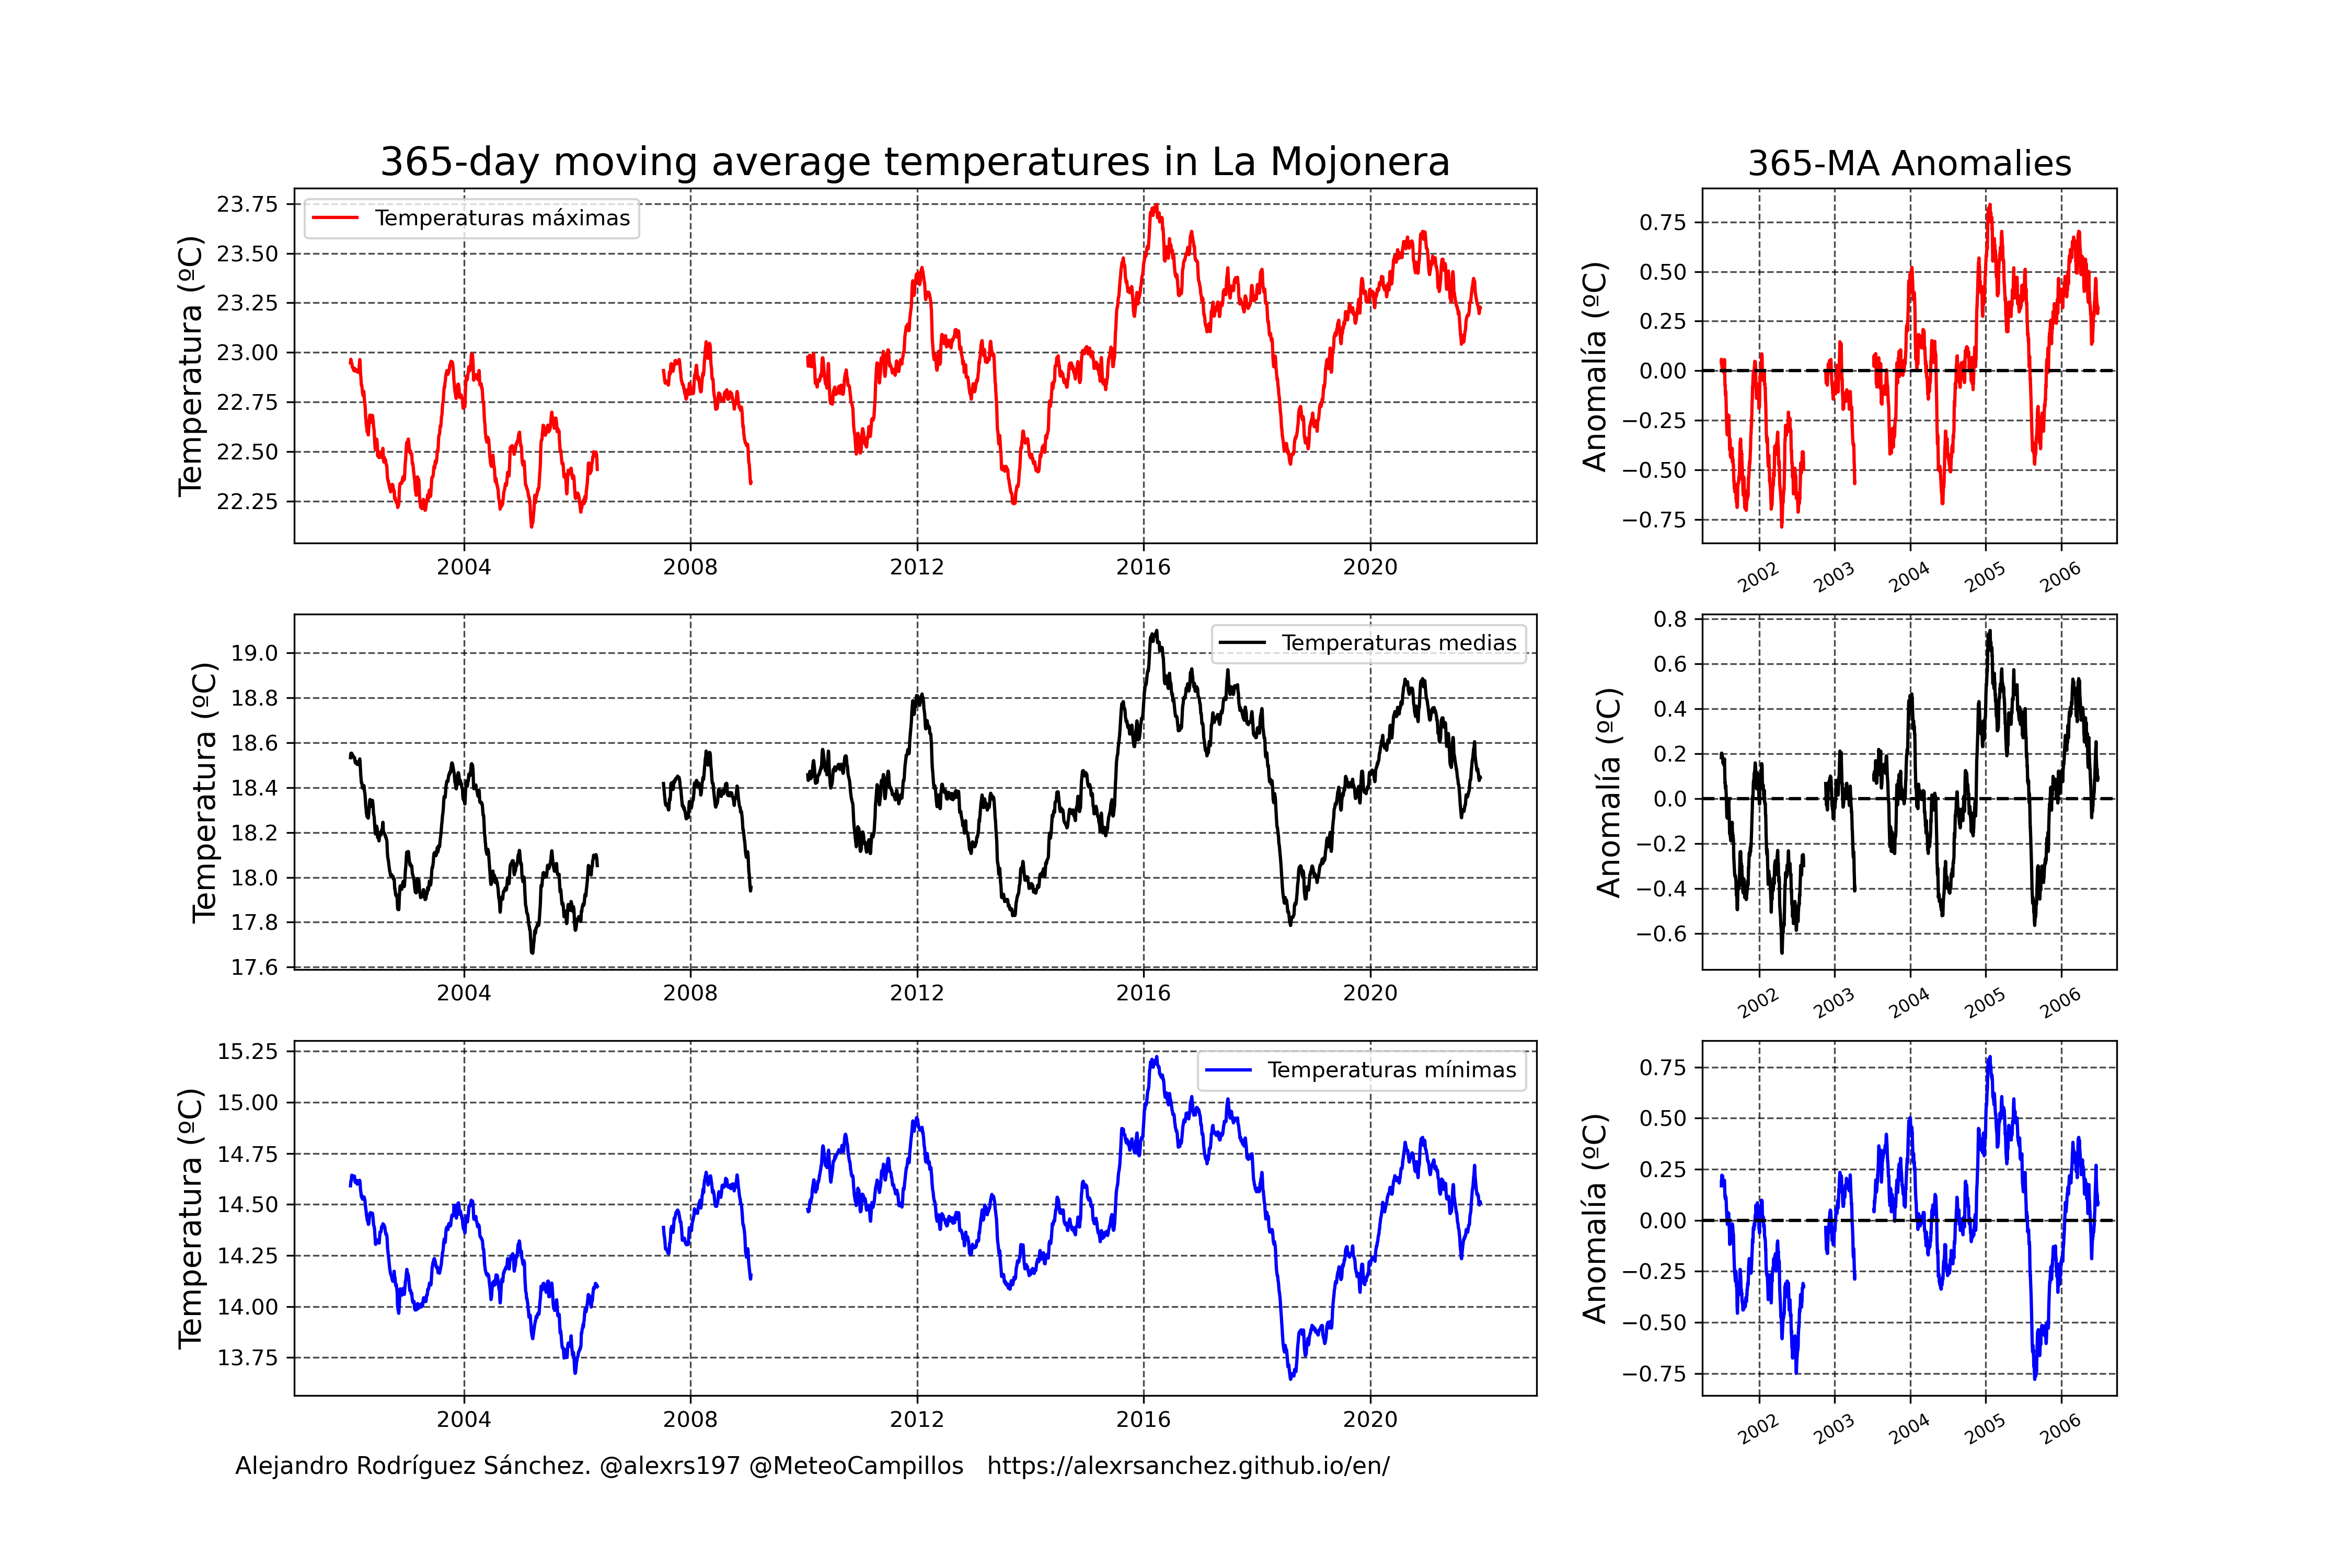 365-day moving average temperatures in La Mojonera
365-MA Anomalies
Temperatura (ºC)
23.75
23.50
23.25
23.00
22.75
22.50
22.25
Temperaturas máximas
2004 2008 2012 2016 2020
Anomalía (ºC)
0.75
0.50
0.25
0.00
−0.25
−0.50
−0.75
2002 2003 2004 2005 2006
Temperatura (ºC)
19.0
18.8
18.6
18.4
18.2
18.0
17.8
17.6
Temperaturas medias
2004 2008 2012 2016 2020
Anomalía (ºC)
0.8
0.6
0.4
0.2
0.0
−0.2
−0.4
−0.6
2002 2003 2004 2005 2006
Temperatura (ºC)
15.25
15.00
14.75
14.50
14.25
14.00
13.75
Temperaturas mínimas
2004 2008 2012 2016 2020
Anomalía (ºC)
0.75
0.50
0.25
0.00
−0.25
−0.50
−0.75
2002 2003 2004 2005 2006
Alejandro Rodríguez Sánchez. @alexrs197 @MeteoCampillos https://alexrsanchez.github.io/en/